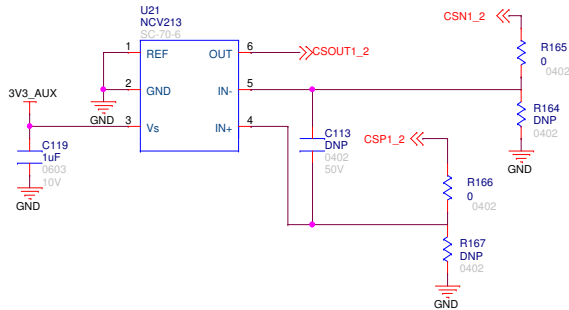 U21
NCV213
SC-70-6
CSN1_2
1
REF
OUT
6
CSOUT1_2
R165
0
0402
2
GND
IN-
5
GND
3V3_AUX
3
Vs
IN+
4
R164
DNP
0402
C119
1uF
0603
10V
GND
C113
DNP
0402
50V
CSP1_2
GND
R166
0
0402
R167
DNP
0402
GND